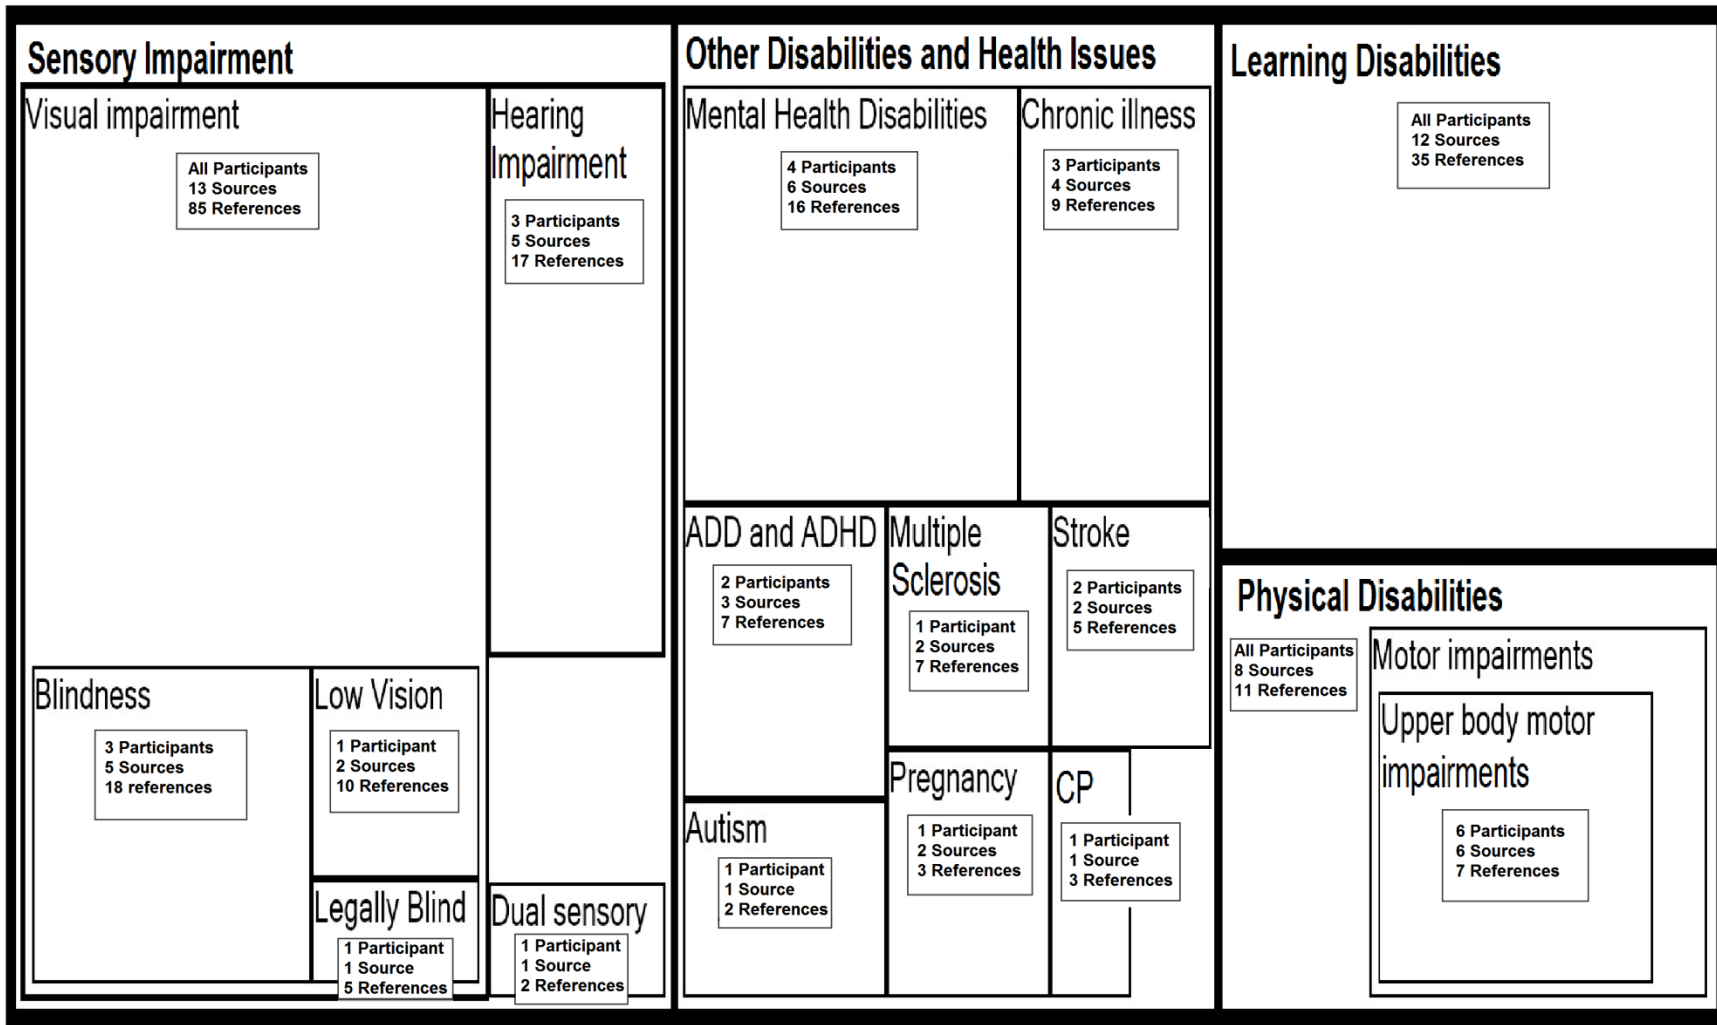 Sensory Impairment
Visual impairment
All Participants
13 Sources
85 References
Hearing
Impairment
3 Participants
5 Sources
17 References
Blindness
3 Participants
5 Sources
18 references
Low Vision
1 Participant
2 Sources
10 References
Legally Blind
1 Participant
1 Source
5 References
Dual sensory
1 Participant
1 Source
2 References
Other Disabilities and Health Issues
Mental Health Disabilities
4 Participants
6 Sources
16 References
Chronic illness
3 Participants
4 Sources
9 References
ADD and ADHD
2 Participants
3 Sources
7 References
Multiple
Sclerosis
1 Participant
2 Sources
7 References
Stroke
2 Participants
2 Sources
5 References
Autism
1 Participant
1 Source
2 References
Pregnancy
1 Participant
2 Sources
3 References
CP
1 Participant
1 Source
3 References
Learning Disabilities
All Participants
12 Sources
35 References
Physical Disabilities
All Participants
8 Sources
11 References
Motor impairments
Upper body motor
impairments
6 Participants
6 Sources
7 References